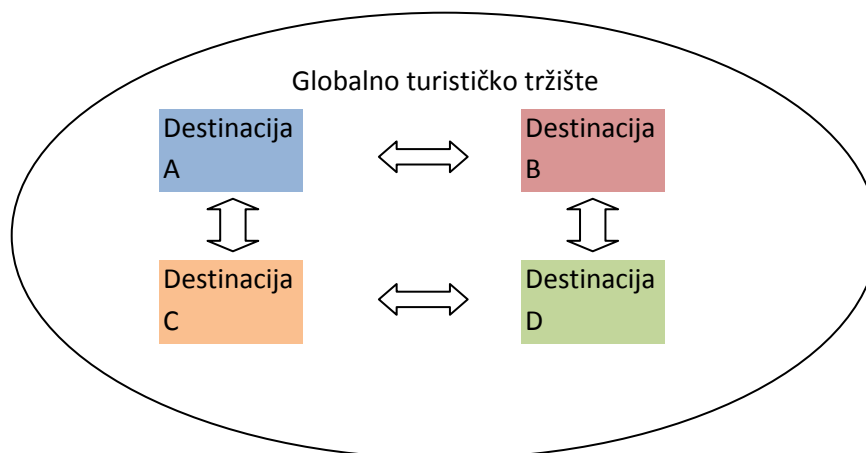 Globalno turističko tržište
Destinacija
A
Destinacija
B
Destinacija
C
Destinacija
D